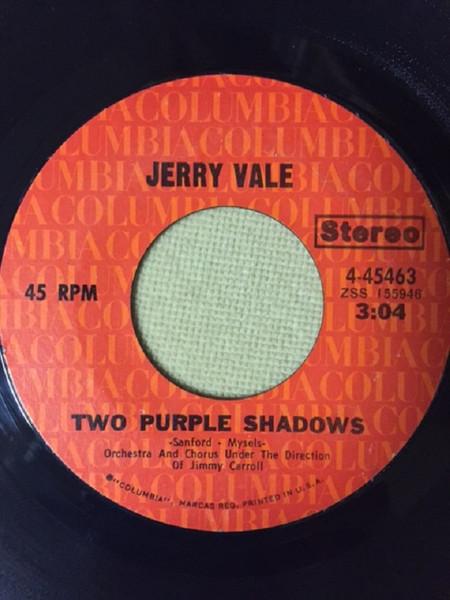 JERRY VALE
Stereo
45 RPM
4-45463
ZSS 155946
3:04
TWO PURPLE SHADOWS
-Sanford - Mysels-
Orchestra And Chorus Under The Direction
Of Jimmy Carroll
"COLUMBIA", MARCAS REG. PRINTED IN U.S.A.